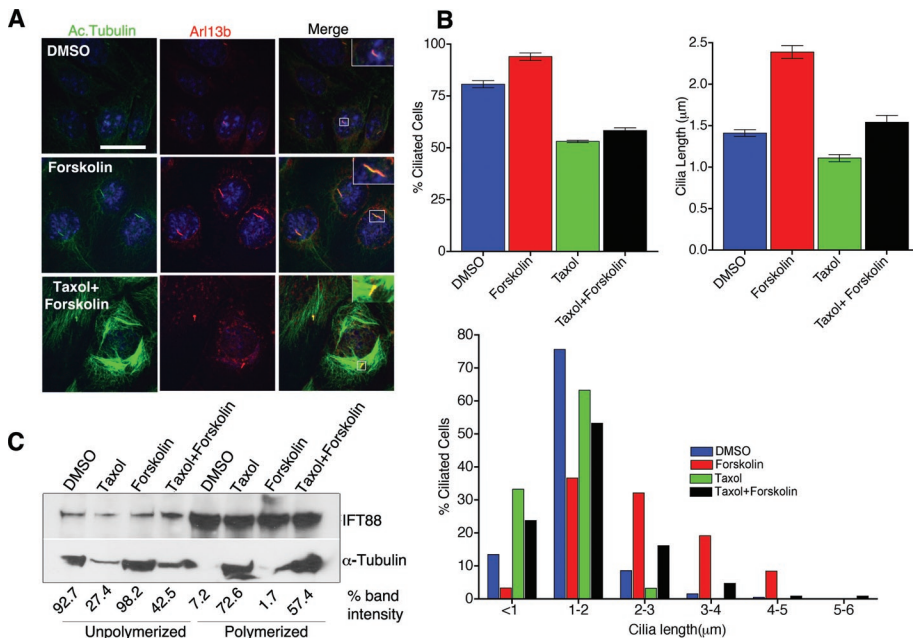 A
Ac.Tubulin Arl13b Merge
DMSO
Forskolin
Taxol+
Forskolin
B
% Ciliated Cells
100
75
50
25
0
DMSO
Forskolin
Taxol
Taxol+Forskolin
Cilia Length(μm)
2.5
2.0
1.5
1.0
0.5
0.0
DMSO
Forskolin
Taxol
Taxol+ Forskolin
% Ciliated Cells
80
70
60
50
40
30
20
10
0
DMSO
Forskolin
Taxol
Taxol+Forskolin
<1 1-2 2-3 3-4 4-5 5-6
Cilia length(μm)
C
DMSO Taxol Forskolin Taxol+Forskolin DMSO Taxol Forskolin Taxol+Forskolin
IFT88
α-Tubulin
92.7 27.4 98.2 42.5 7.2 72.6 1.7 57.4 % band
intensity
Unpolymerized Polymerized